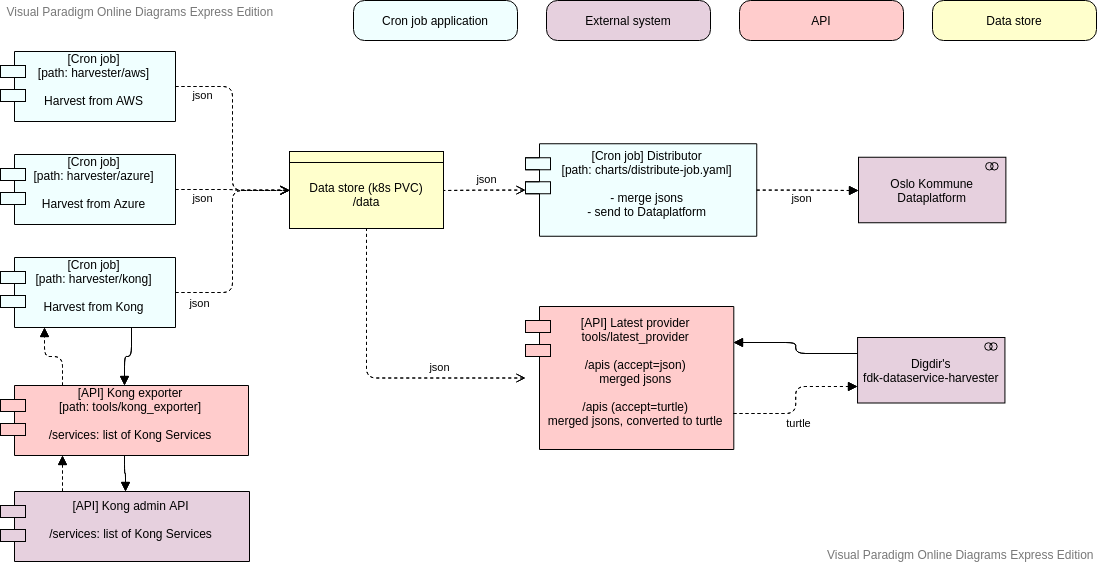 Visual Paradigm Online Diagrams Express Edition
Cron job application
External system
API
Data store
[Cron job]
[path: harvester/aws]
Harvest from AWS
json
[Cron job]
[path: harvester/azure]
Harvest from Azure
json
[Cron job]
[path: harvester/kong]
Harvest from Kong
json
Data store (k8s PVC)
/data
json
[Cron job] Distributor
[path: charts/distribute-job.yaml]
- merge jsons
- send to Dataplatform
json
Oslo Kommune
Dataplatform
json
[API] Latest provider
tools/latest_provider
/apis (accept=json)
merged jsons
/apis (accept=turtle)
merged jsons, converted to turtle
turtle
Digdir's
fdk-dataservice-harvester
[API] Kong exporter
[path: tools/kong_exporter]
/services: list of Kong Services
[API] Kong admin API
/services: list of Kong Services
Visual Paradigm Online Diagrams Express Edition